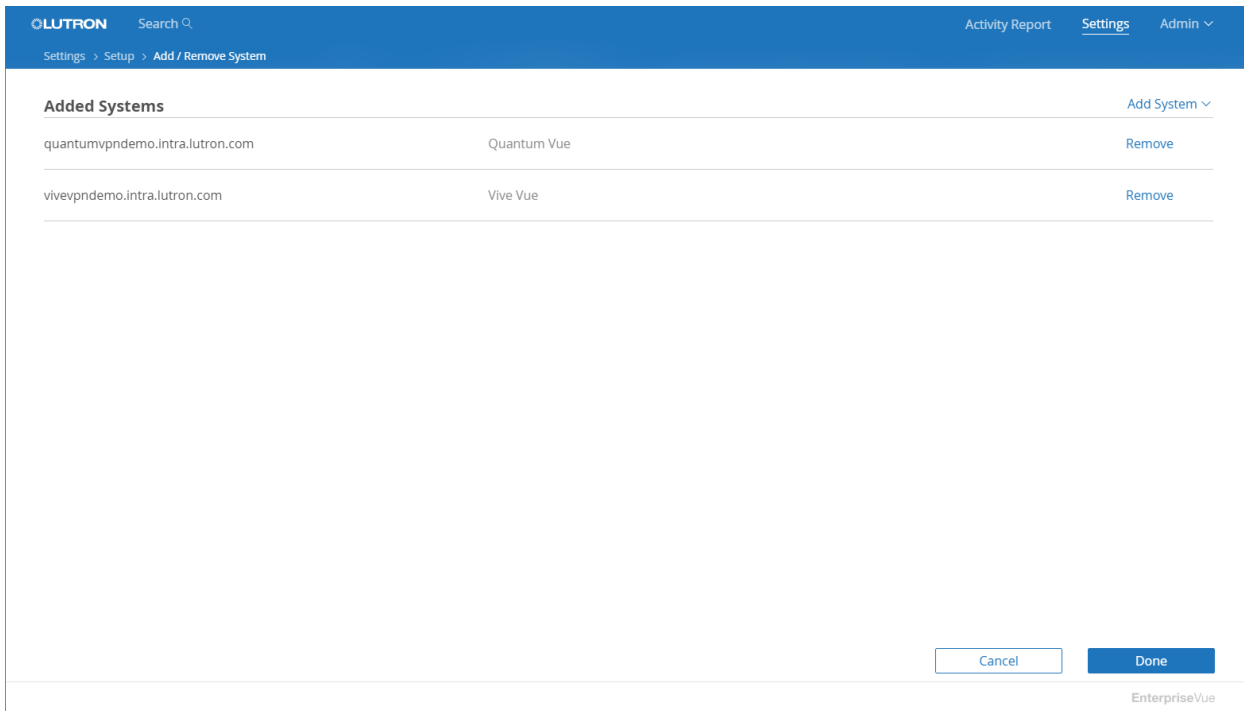 LUTRON Search Activity Report Settings Admin
Settings > Setup > Add / Remove System
Added Systems Add System
quantumvpndemo.intra.lutron.com Quantum Vue Remove
vivevpndemo.intra.lutron.com Vive Vue Remove
Cancel Done
EnterpriseVue